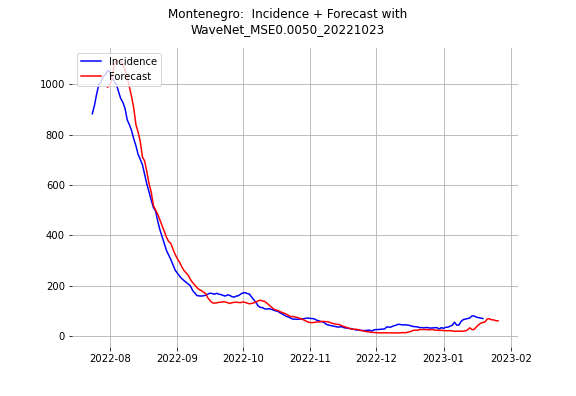 Montenegro:  Incidence + Forecast with
WaveNet_MSE0.0050_20221023
Incidence
Forecast
1000
800
600
400
200
0
2022-08 2022-09 2022-10 2022-11 2022-12 2023-01 2023-02